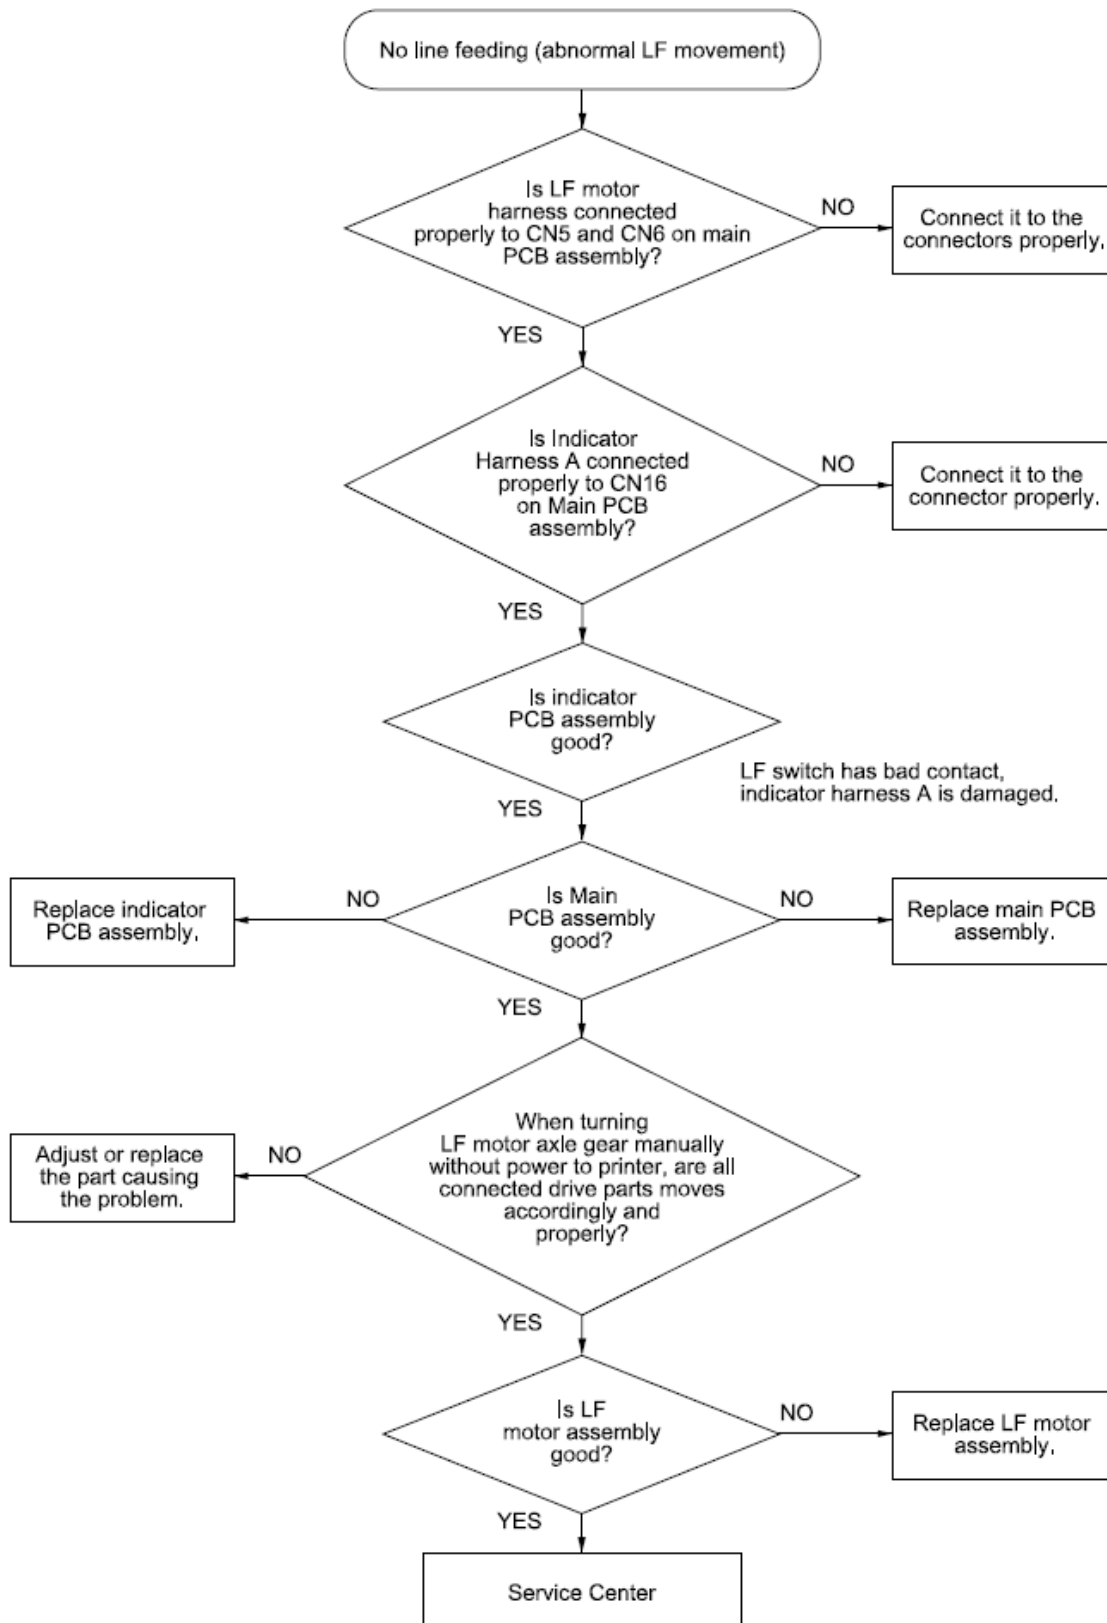 No line feeding (abnormal LF movement)
Is LF motor
harness connected
properly to CN5 and CN6 on main
PCB assembly?
NO
Connect it to the
connectors properly.
YES
Is Indicator
Harness A connected
properly to CN16
on Main PCB
assembly?
NO
Connect it to the
connector properly.
YES
Is indicator
PCB assembly
good?
LF switch has bad contact,
indicator harness A is damaged.
YES
Replace indicator
PCB assembly.
NO
Is Main
PCB assembly
good?
NO
Replace main PCB
assembly.
YES
Adjust or replace
the part causing
the problem.
NO
When turning
LF motor axle gear manually
without power to printer, are all
connected drive parts moves
accordingly and
properly?
YES
Is LF
motor assembly
good?
NO
Replace LF motor
assembly.
YES
Service Center